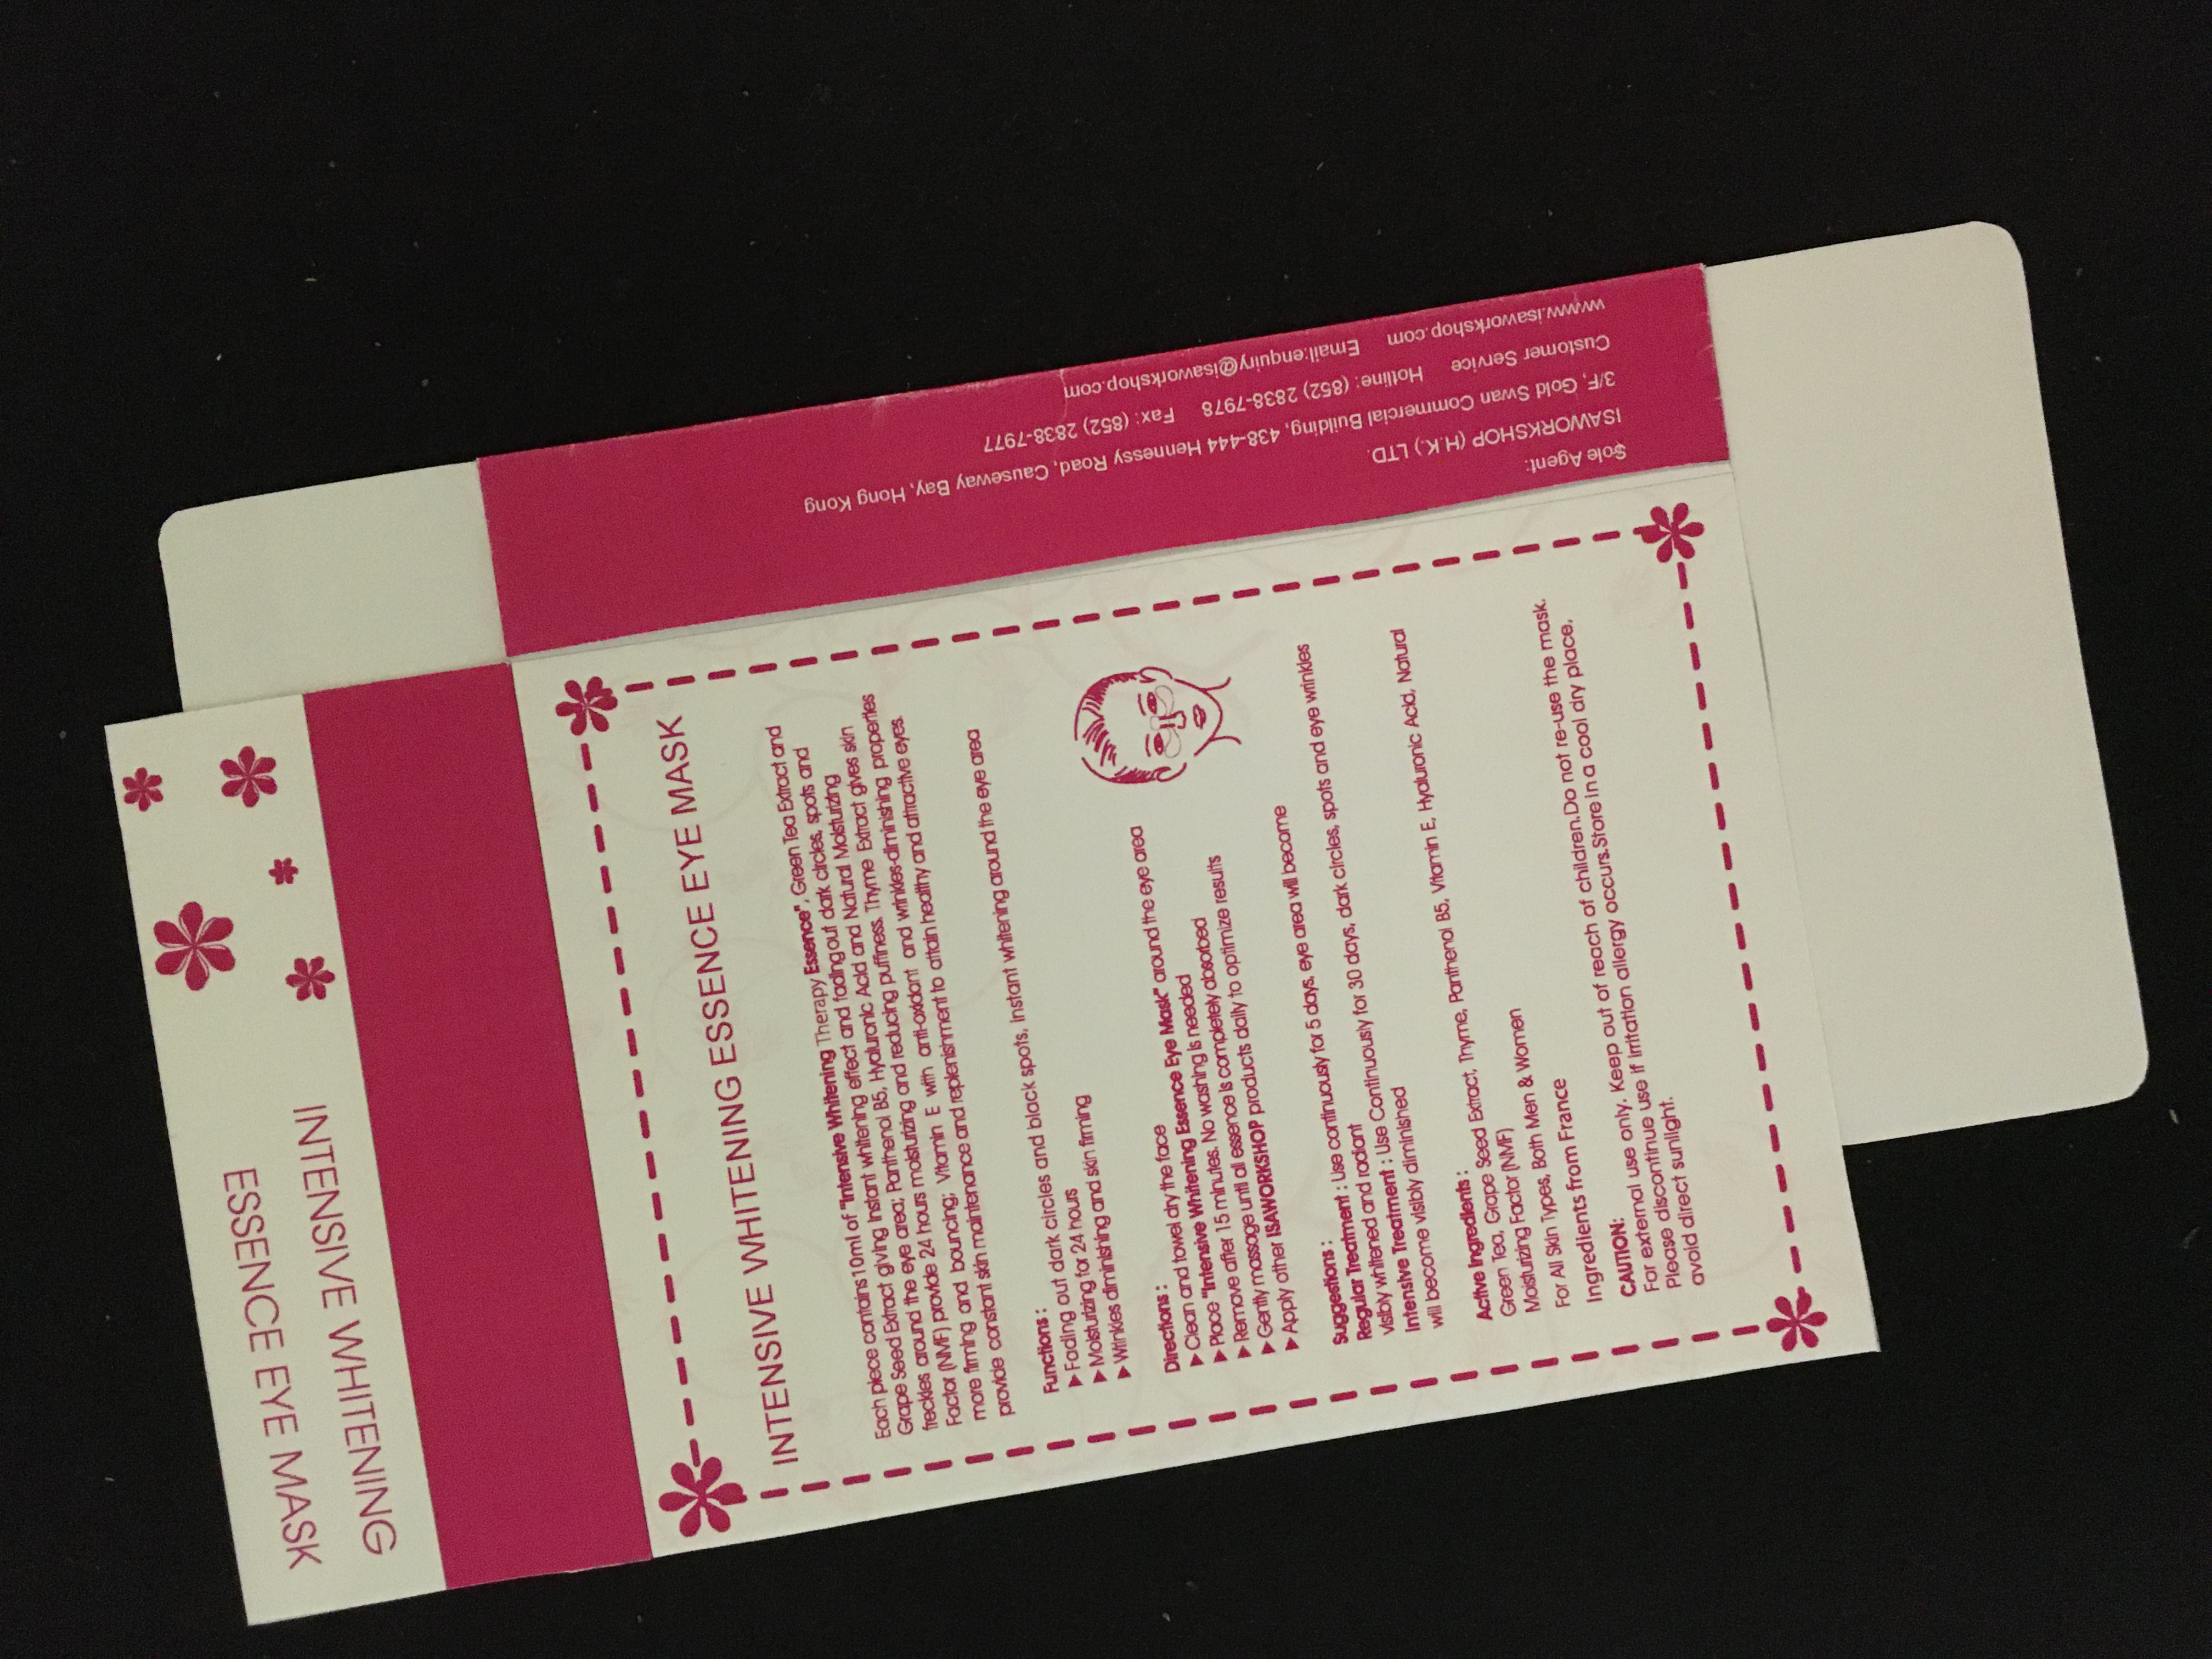 INTENSIVE WHITENING
ESSENCE EYE MASK
INTENSIVE WHITENING ESSENCE EYE MASK
Each piece contains 10ml of "Intensive Whitening Therapy Essence", Green Tea Extract and
Grape Seed Extract giving instant whitening effect and fading out dark circles, spots and
freckles around the eye area; Panthenol B5, Hyaluronic Acid and Natural Moisturizing
Factor (NMF) provide 24 hours moisturizing and reducing puffiness. Thyme Extract gives skin
more firming and bouncing; Vitamin E with anti-oxidant and wrinkles-diminishing properties
provide constant skin maintenance and replenishment to attain healthy and attractive eyes.
Functions :
▶ Fading out dark circles and black spots, instant whitening around the eye area
▶ Moisturizing for 24 hours
▶ Wrinkles diminishing and skin firming
Directions :
▶ Clean and towel dry the face
▶ Place "Intensive Whitening Essence Eye Mask" around the eye area
▶ Remove after 15 minutes. No washing is needed
▶ Gently massage until all essence is completely absorbed
▶ Apply other ISAWORKSHOP products daily to optimize results
Suggestions :
Regular Treatment : Use continuously for 5 days, eye area will become
visibly whitened and radiant
Intensive Treatment : Use Continuously for 30 days, dark circles, spots and eye wrinkles
will become visibly diminished
Active Ingredients :
Green Tea, Grape Seed Extract, Thyme, Panthenol B5, Vitamin E, Hyaluronic Acid, Natural
Moisturizing Factor (NMF)
For All Skin Types, Both Men & Women
Ingredients from France
CAUTION:
For external use only. Keep out of reach of children.Do not re-use the mask.
Please discontinue use if irritation allergy occurs.Store in a cool dry place,
avoid direct sunlight.
Sole Agent:
ISAWORKSHOP (H.K.) LTD.
3/F, Gold Swan Commercial Building, 438-444 Hennessy Road, Causeway Bay, Hong Kong
Customer Service Hotline: (852) 2838-7978 Fax: (852) 2838-7977
www.isaworkshop.com Email:enquiry@isaworkshop.com